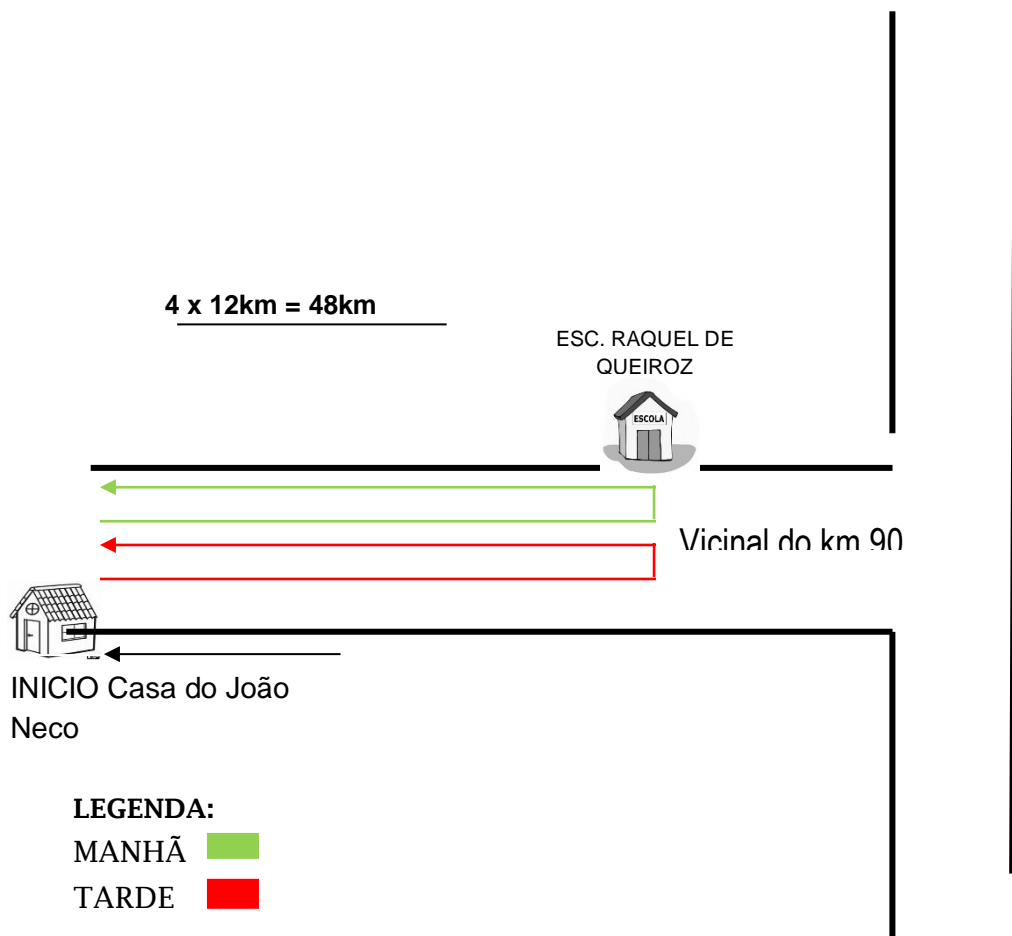 4 x 12km = 48km
ESC. RAQUEL DE
QUEIROZ
ESCOLA
Vicinal do km 90
INICIO Casa do João
Neco
LEGENDA:
MANHÃ
TARDE